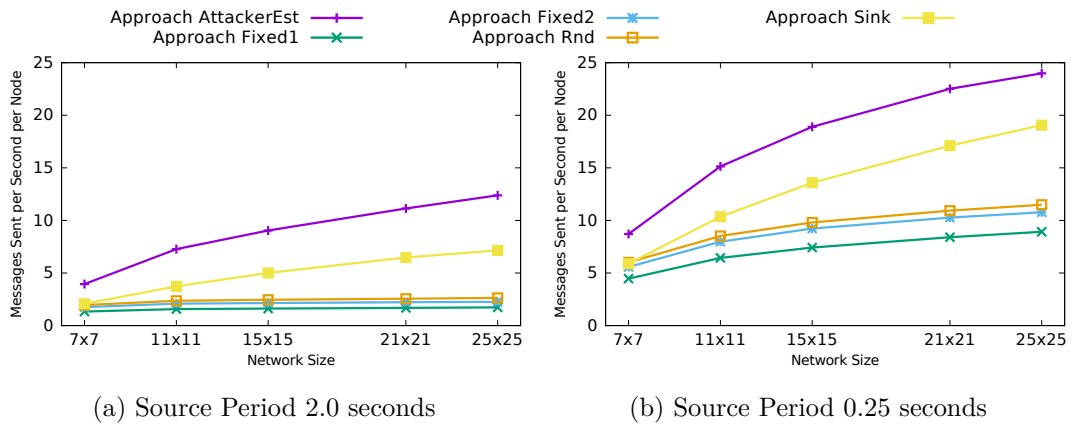 Approach AttackerEst
Approach Fixed1
Approach Fixed2
Approach Rnd
Approach Sink
Messages Sent per Second per Node
25
20
15
10
5
0
7x7 11x11 15x15 21x21 25x25
Network Size
Messages Sent per Second per Node
25
20
15
10
5
0
7x7 11x11 15x15 21x21 25x25
Network Size
(a) Source Period 2.0 seconds
(b) Source Period 0.25 seconds